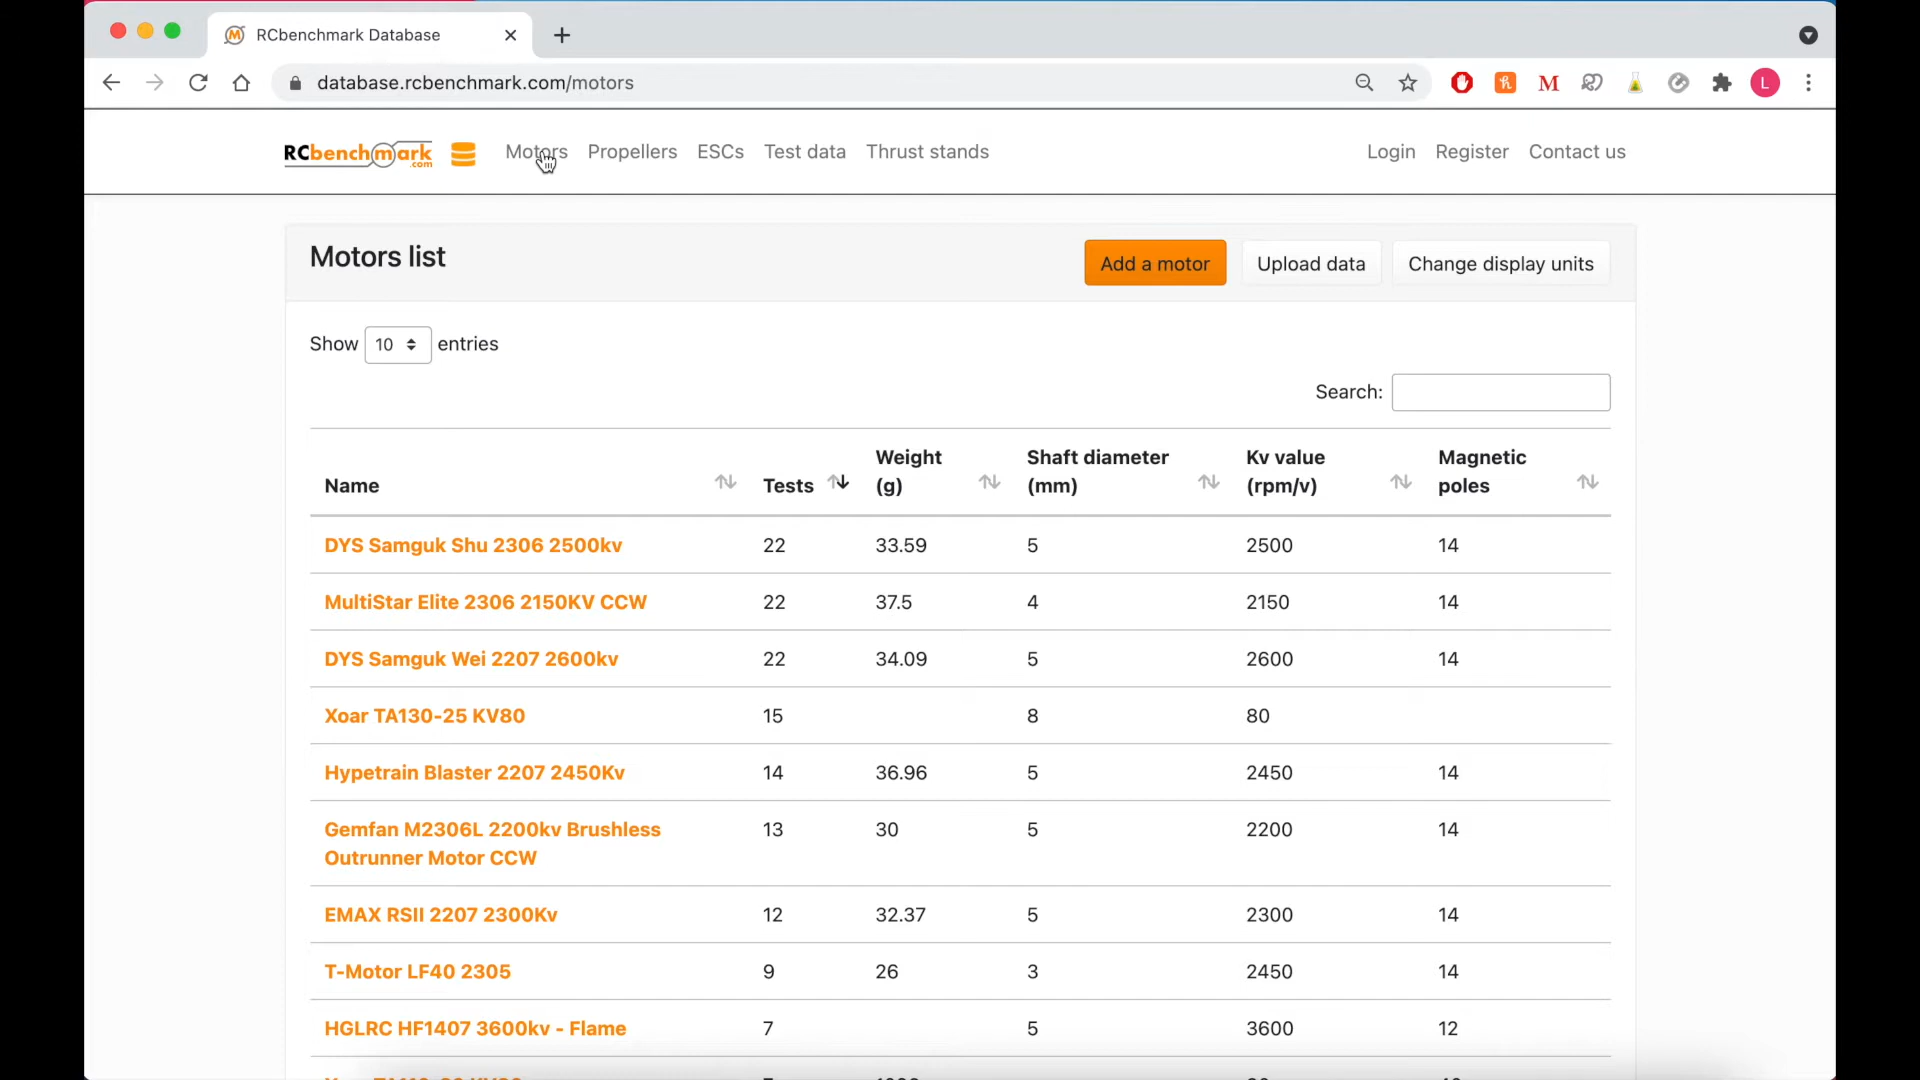 RCbenchmark Database
database.rcbenchmark.com/motors
L
RCbenchmark.com Motors Propellers ESCs Test data Thrust stands Login Register Contact us
Motors list Add a motor Upload data Change display units
Show 10 entries
Search:
Name Tests Weight (g) Shaft diameter (mm) Kv value (rpm/v) Magnetic poles
DYS Samguk Shu 2306 2500kv 22 33.59 5 2500 14
MultiStar Elite 2306 2150KV CCW 22 37.5 4 2150 14
DYS Samguk Wei 2207 2600kv 22 34.09 5 2600 14
Xoar TA130-25 KV80 15 8 80
Hypetrain Blaster 2207 2450Kv 14 36.96 5 2450 14
Gemfan M2306L 2200kv Brushless Outrunner Motor CCW 13 30 5 2200 14
EMAX RSII 2207 2300Kv 12 32.37 5 2300 14
T-Motor LF40 2305 9 26 3 2450 14
HGLRC HF1407 3600kv - Flame 7 5 3600 12